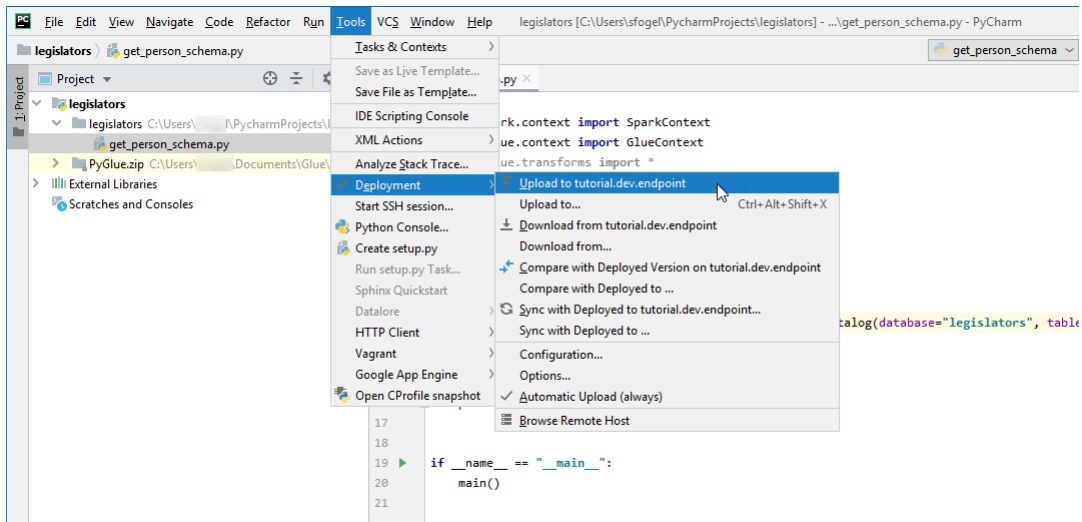 PC File Edit View Navigate Code Refactor Run Tools VCS Window Help legislators [C:\Users\sfogel\PycharmProjects\legislators] - ...\get_person_schema.py - PyCharm
legislators get_person_schema.py get_person_schema
1: Project
Project
.py
legislators
legislators C:\Users\ l\PycharmProjects\l
get_person_schema.py
PyGlue.zip C:\Users\ .Documents\Glue\
External Libraries
Scratches and Consoles
Tasks & Contexts
Save as Live Template...
Save File as Template...
IDE Scripting Console
XML Actions
Analyze Stack Trace...
Deployment
Start SSH session...
Python Console...
Create setup.py
Run setup.py Task...
Sphinx Quickstart
Datalore
HTTP Client
Vagrant
Google App Engine
Open CProfile snapshot
rk.context import SparkContext
ue.context import GlueContext
ue.transforms import *
Upload to tutorial.dev.endpoint
Upload to... Ctrl+Alt+Shift+X
Download from tutorial.dev.endpoint
Download from...
Compare with Deployed Version on tutorial.dev.endpoint
Compare with Deployed to ...
Sync with Deployed to tutorial.dev.endpoint...
Sync with Deployed to ...
Configuration...
Options...
Automatic Upload (always)
Browse Remote Host
talog(database="legislators", table
17
18
19 if __name__ == "__main__":
20 main()
21